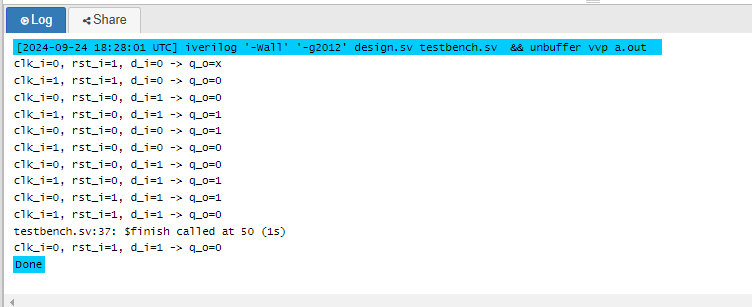 Log
Share
[2024-09-24 18:28:01 UTC] iverilog '-Wall' '-g2012' design.sv testbench.sv && unbuffer vvp a.out
clk_i=0, rst_i=1, d_i=0 -> q_o=x
clk_i=1, rst_i=1, d_i=0 -> q_o=0
clk_i=0, rst_i=0, d_i=0 -> q_o=0
clk_i=1, rst_i=0, d_i=1 -> q_o=1
clk_i=0, rst_i=0, d_i=0 -> q_o=1
clk_i=1, rst_i=0, d_i=0 -> q_o=0
clk_i=0, rst_i=0, d_i=1 -> q_o=0
clk_i=1, rst_i=0, d_i=1 -> q_o=1
clk_i=0, rst_i=1, d_i=1 -> q_o=1
clk_i=1, rst_i=1, d_i=1 -> q_o=0
testbench.sv:37: $finish called at 50 (1s)
clk_i=0, rst_i=1, d_i=1 -> q_o=0
Done